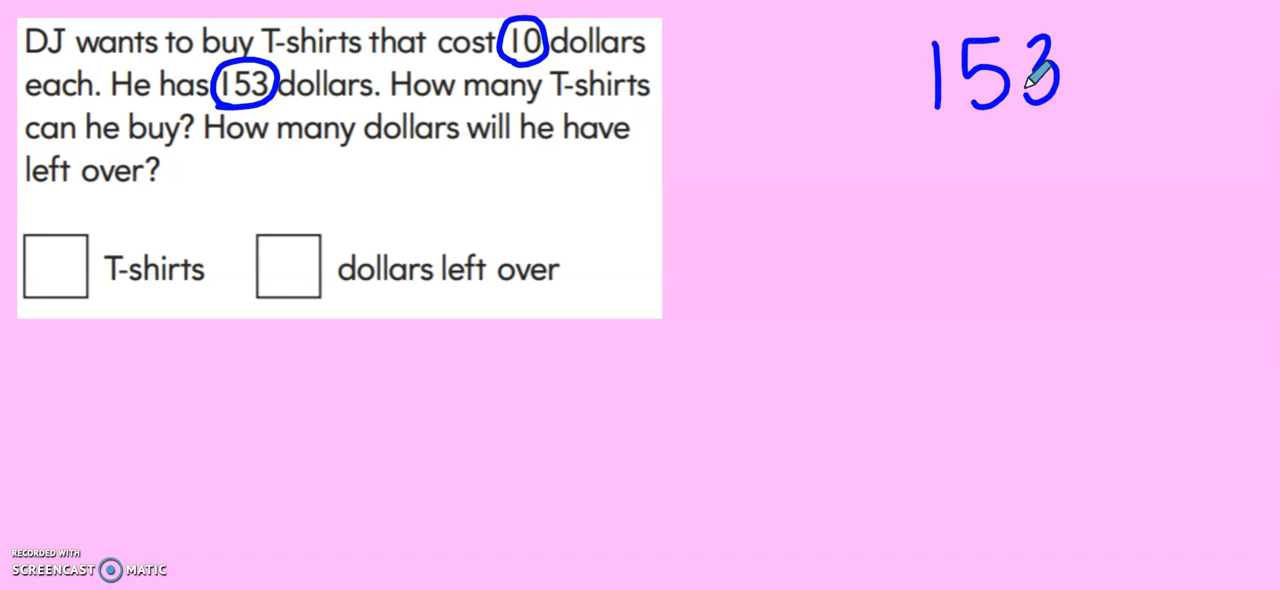 DJ wants to buy T-shirts that cost 10 dollars
each. He has 153 dollars. How many T-shirts
can he buy? How many dollars will he have
left over?
T-shirts dollars left over
153
RECORDED WITH
SCREENCAST MATIC